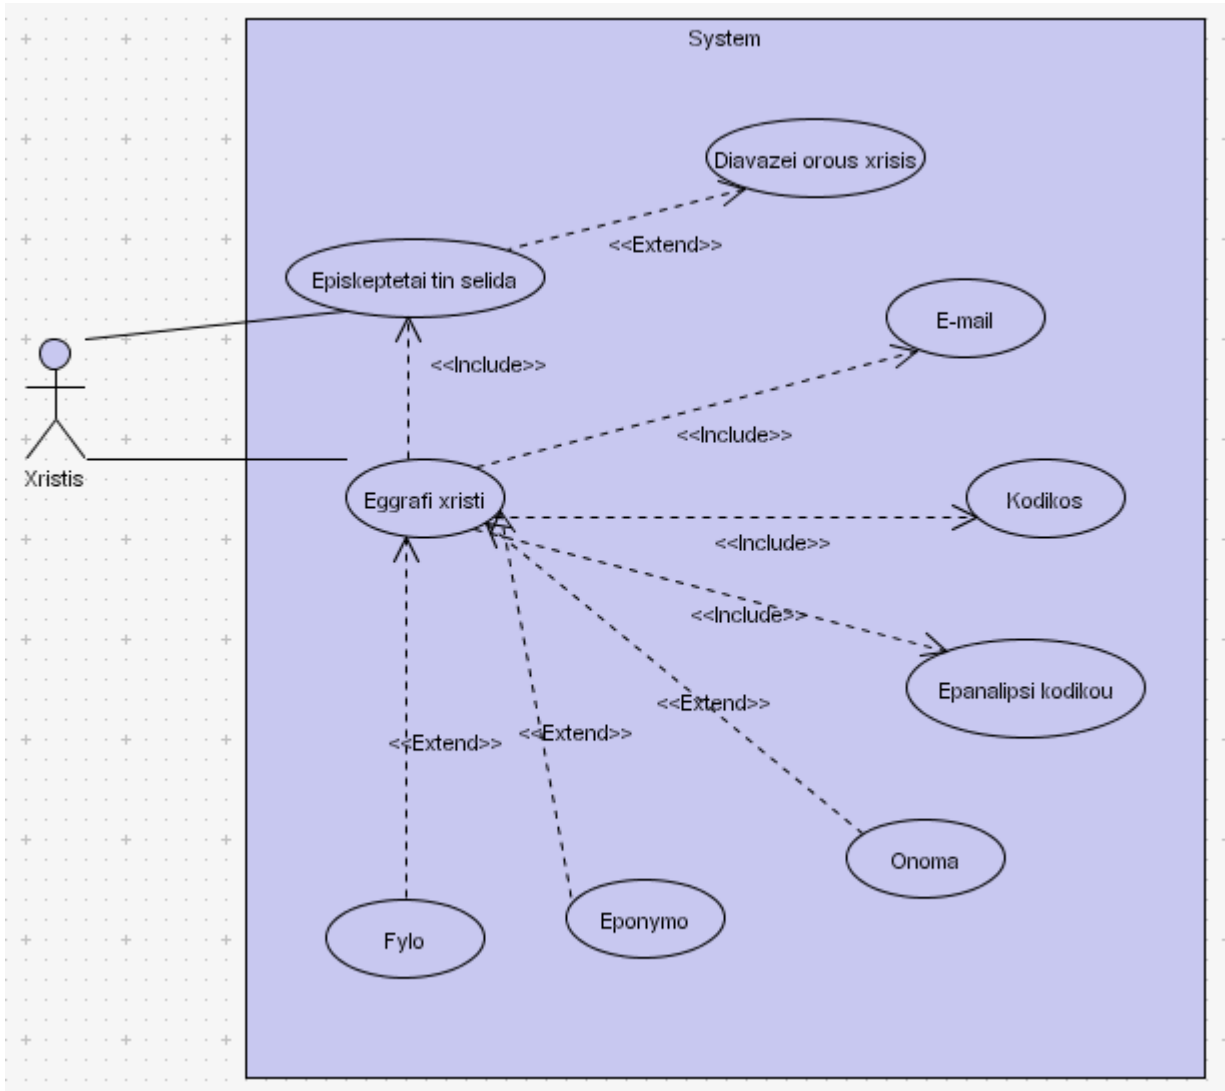 System
Diavazei orous xrisis
<<Extend>>
Episkeptetai tin selida
E-mail
<<Include>>
<<Include>>
Xristis
Eggrafi xristi
Kodikos
<<Include>>
<<Include>>
Epanalipsi kodikou
<<Extend>>
<<Extend>>
<<Extend>>
Onoma
Eponymo
Fylo